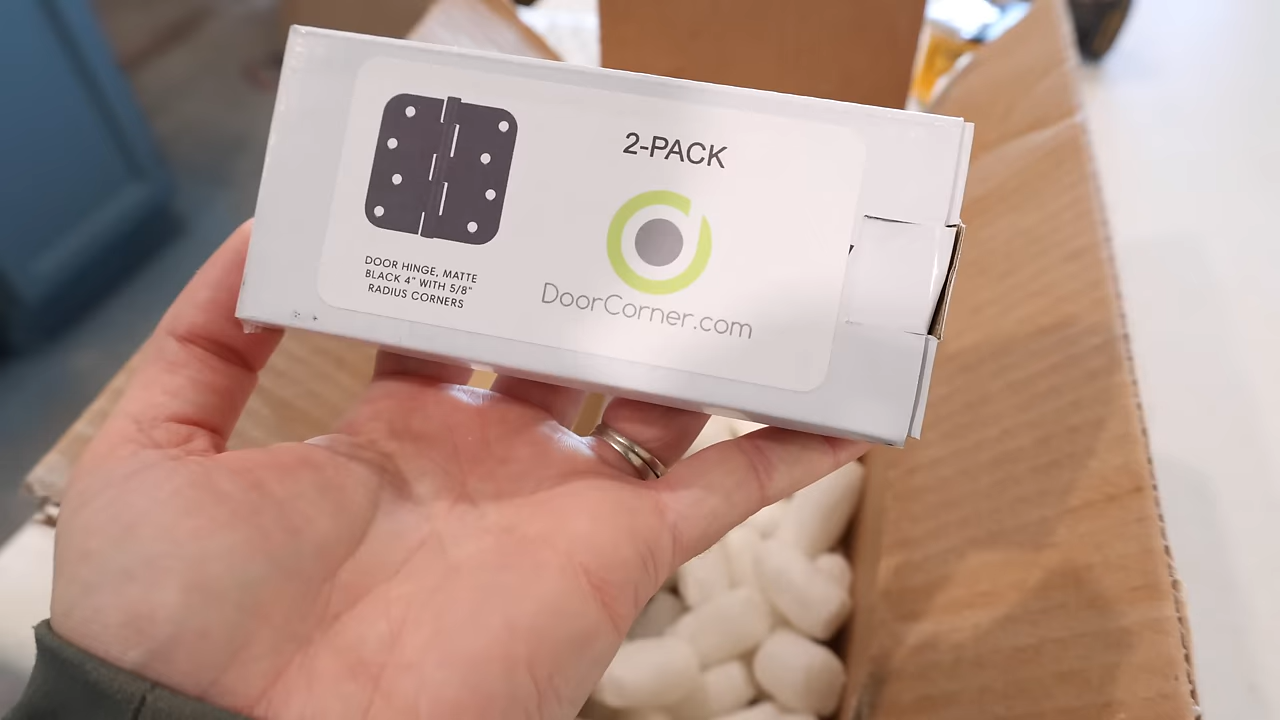 2-PACK
DOOR HINGE, MATTE
BLACK 4" WITH 5/8"
RADIUS CORNERS
DoorCorner.com